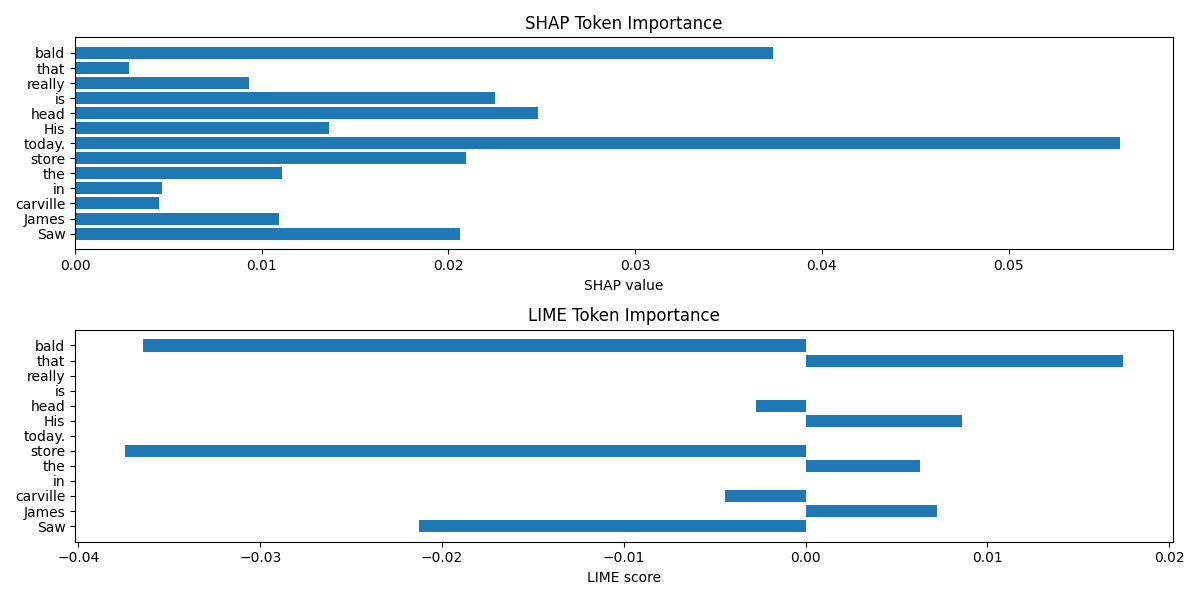 SHAP Token Importance
bald
that
really
is
head
His
today.
store
the
in
carville
James
Saw
0.00 0.01 0.02 0.03 0.04 0.05
SHAP value
LIME Token Importance
bald
that
really
is
head
His
today.
store
the
in
carville
James
Saw
−0.04 −0.03 −0.02 −0.01 0.00 0.01 0.02
LIME score